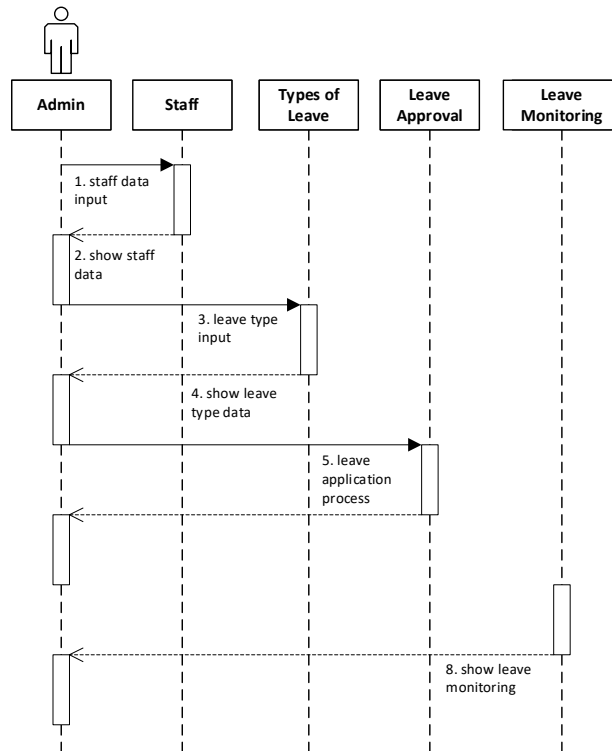 Admin
Staff
Types of
Leave
Leave
Approval
Leave
Monitoring
1. staff data
input
2. show staff
data
3. leave type
input
4. show leave
type data
5. leave
application
process
8. show leave
monitoring